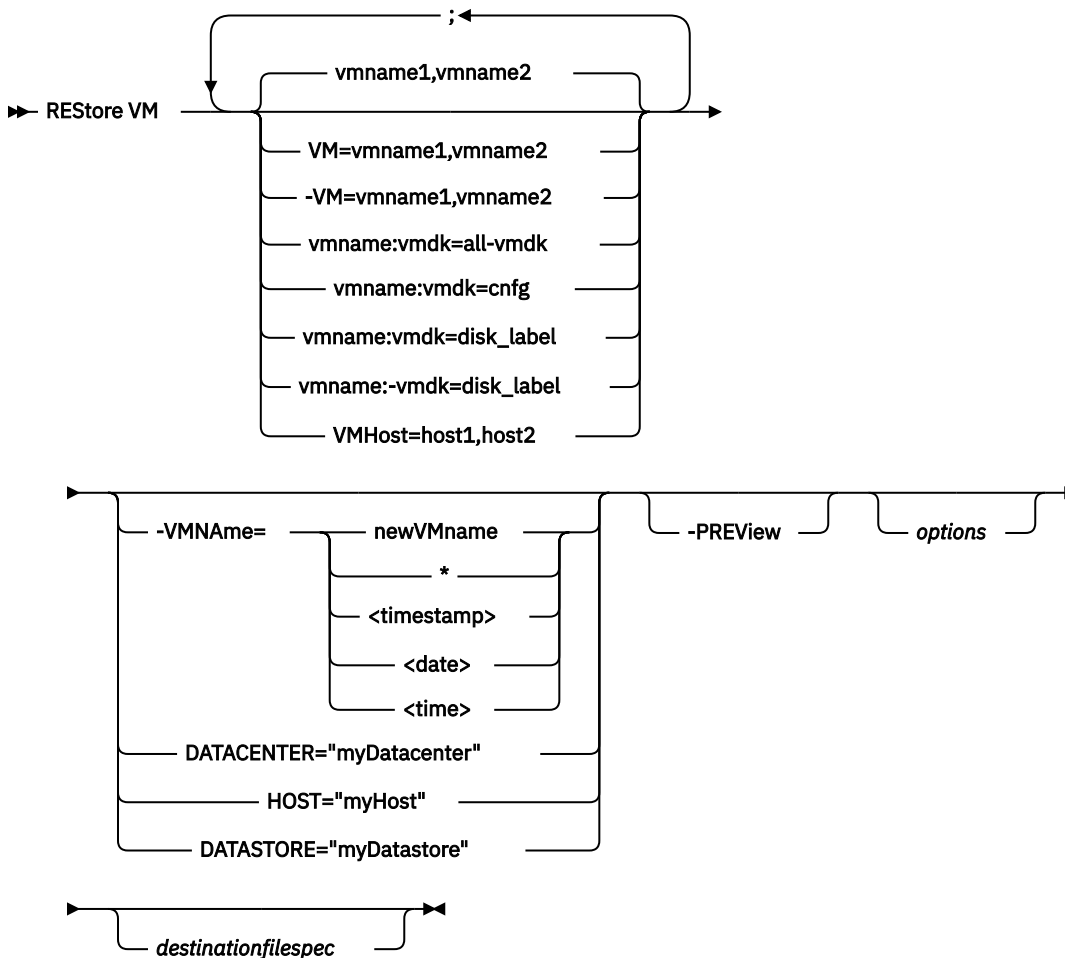 ;
vmname1,vmname2
REStore VM
VM=vmname1,vmname2
-VM=vmname1,vmname2
vmname:vmdk=all-vmdk
vmname:vmdk=cnfg
vmname:vmdk=disk_label
vmname:-vmdk=disk_label
VMHost=host1,host2
-VMNAme= newVMname -PREView options
*
<timestamp>
<date>
<time>
DATACENTER="myDatacenter"
HOST="myHost"
DATASTORE="myDatastore"
destinationfilespec